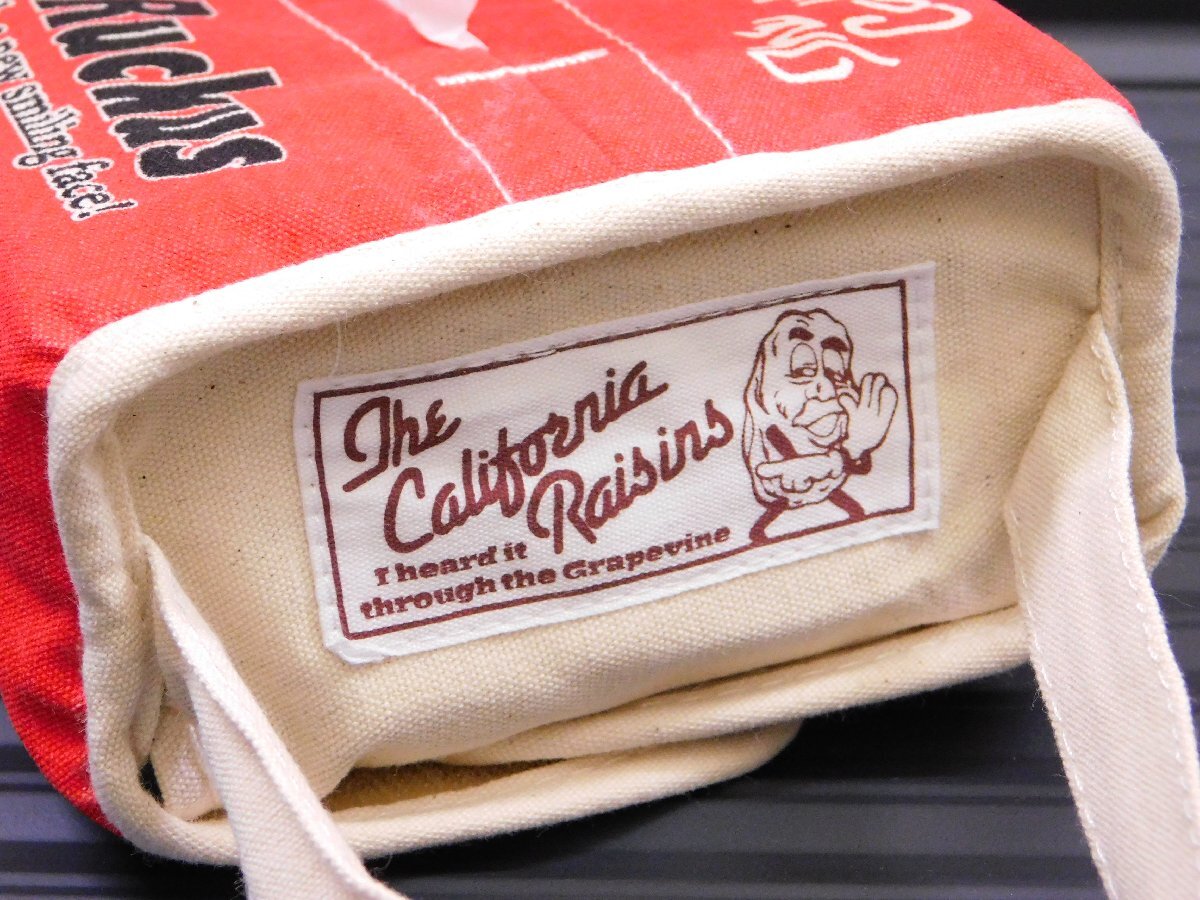 Ruckus
new smiling face!
The
California
Raisins
I heard it
through the Grapevine